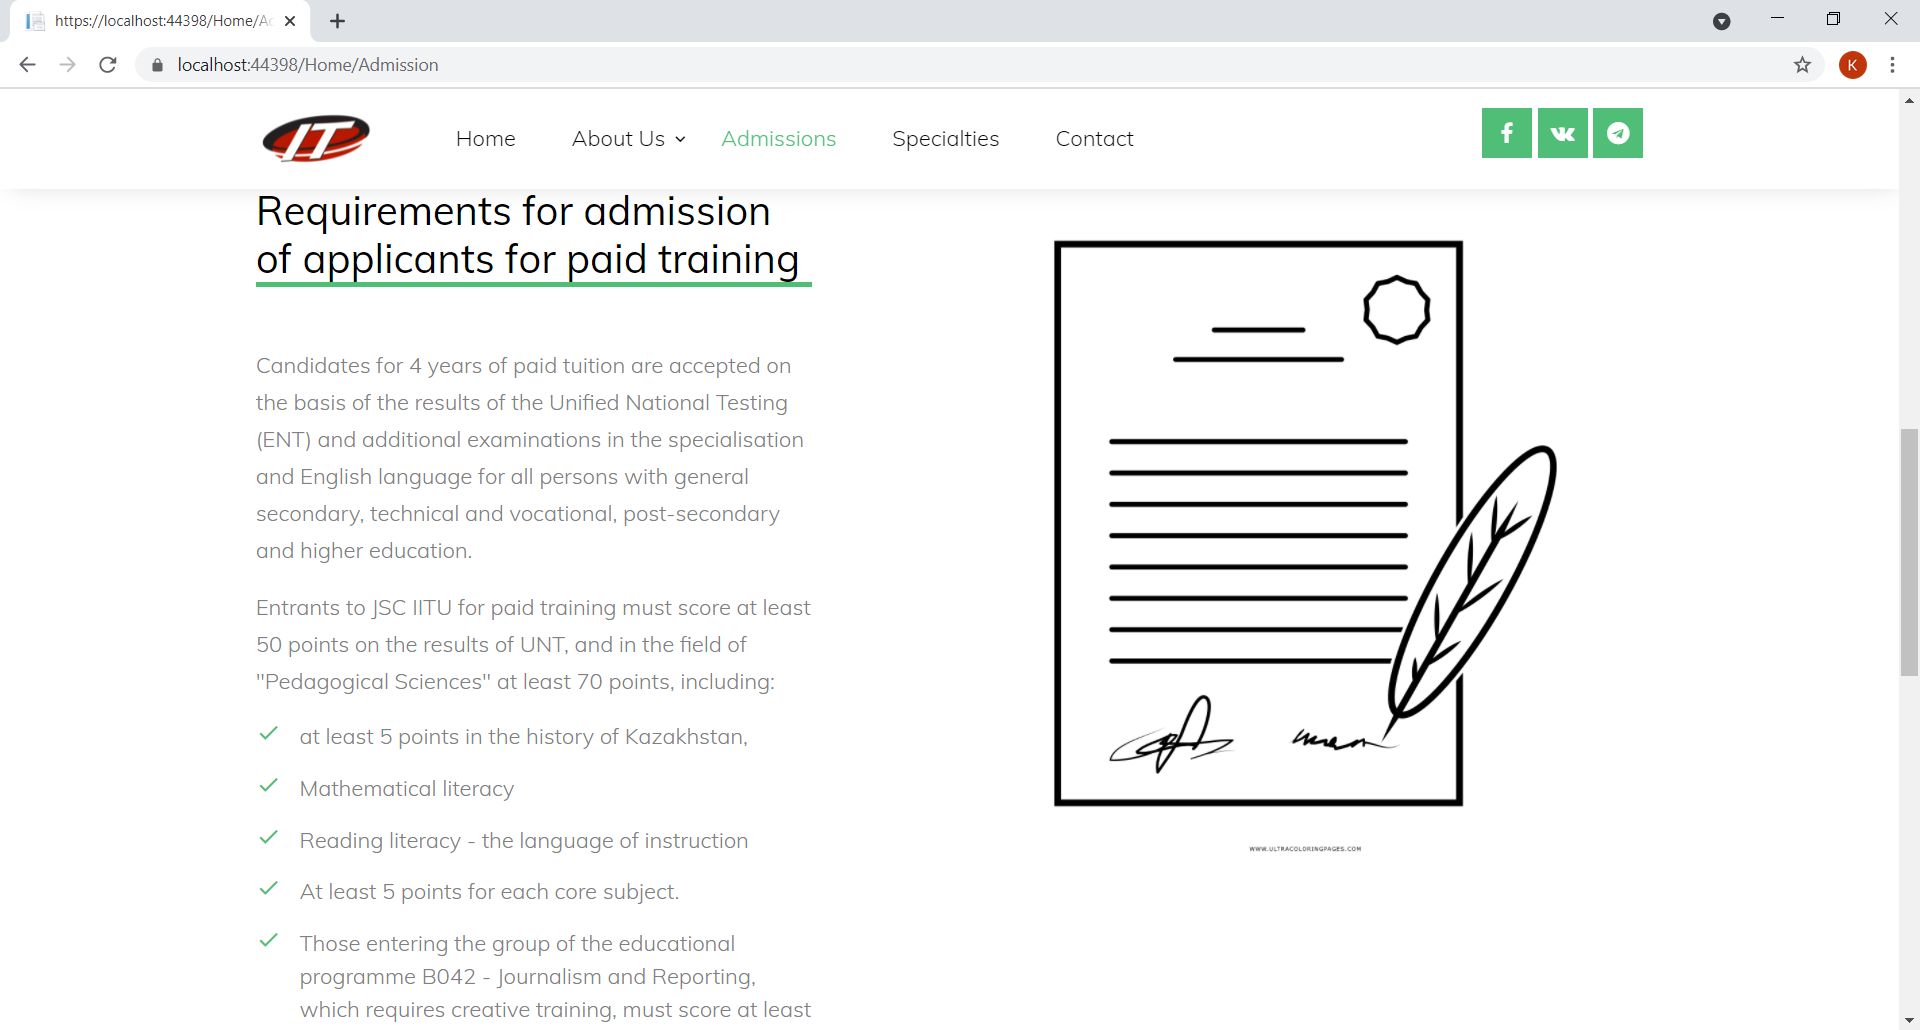 https://localhost:44398/Home/Ad
localhost:44398/Home/Admission
K
IT
Home
About Us
Admissions
Specialties
Contact
Requirements for admission
of applicants for paid training
Candidates for 4 years of paid tuition are accepted on
the basis of the results of the Unified National Testing
(ENT) and additional examinations in the specialisation
and English language for all persons with general
secondary, technical and vocational, post-secondary
and higher education.
Entrants to JSC IITU for paid training must score at least
50 points on the results of UNT, and in the field of
"Pedagogical Sciences" at least 70 points, including:
at least 5 points in the history of Kazakhstan,
Mathematical literacy
Reading literacy - the language of instruction
At least 5 points for each core subject.
Those entering the group of the educational
programme B042 - Journalism and Reporting,
which requires creative training, must score at least
WWW.ULTRACOLORINGPAGES.COM